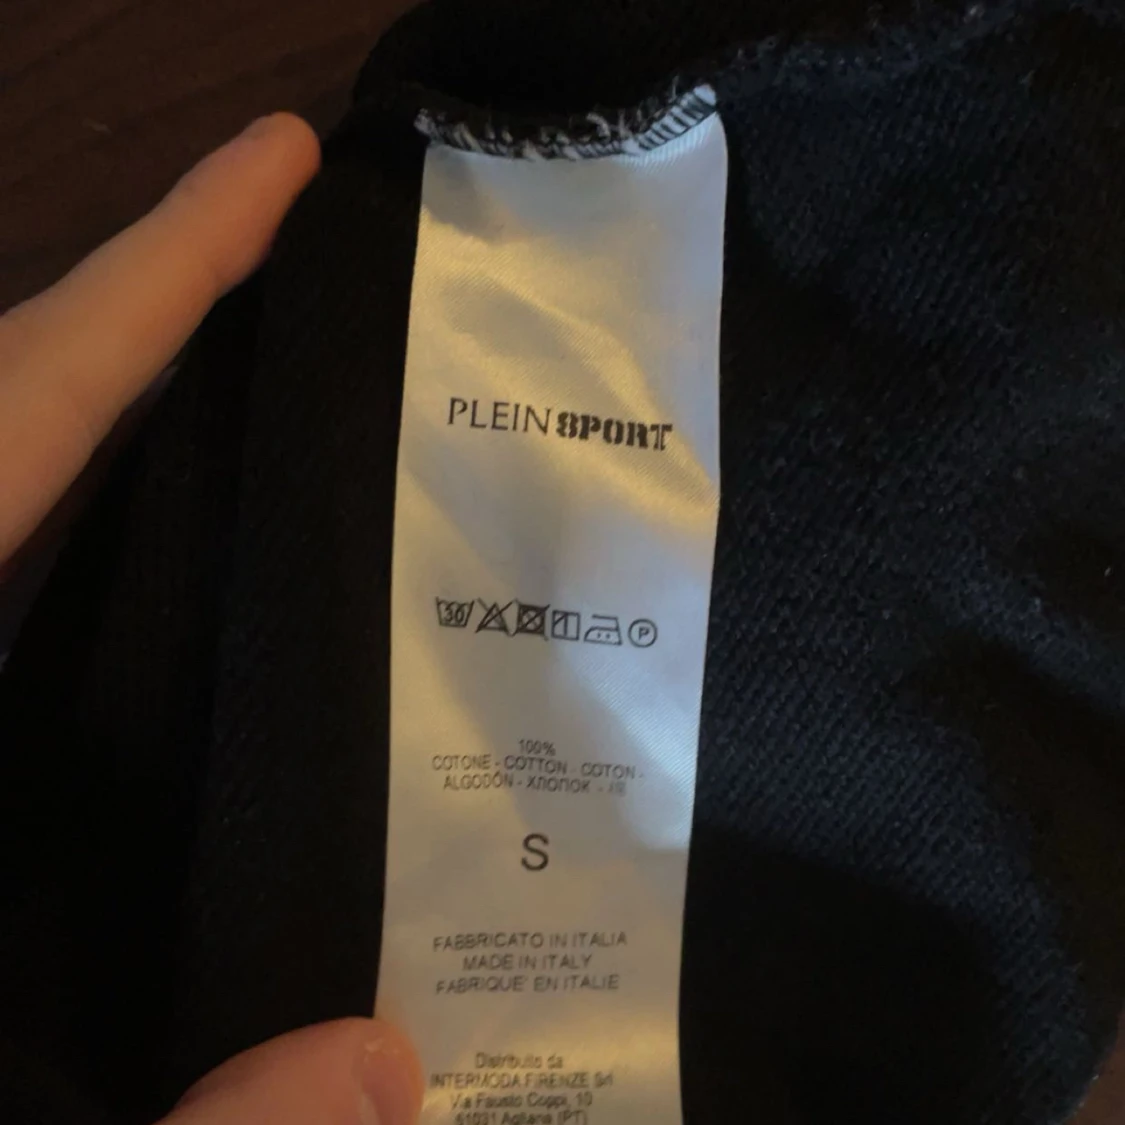 PLEIN SPORT
30
P
100%
COTONE - COTTON - COTON -
ALGODÓN - ХЛОПОК -
S
FABBRICATO IN ITALIA
MADE IN ITALY
FABRIQUE' EN ITALIE
Distribuito da
INTERMODA FIRENZE Srl
Via Fausto Coppi, 10
51031 Agliana (PT)